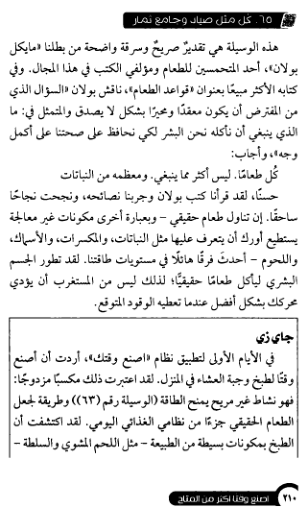 ٦٥. كل مثل صياد وجامع ثمار
هذه الوسيلة هي تقديرٌ صريحٌ وسرقة واضحة من بطلنا «مايكل
بولان»، أحد المتحمسين للطعام ومؤلفي الكتب في هذا المجال. وفي
كتابه الأكثر مبيعًا بعنوان «قواعد الطعام»، ناقش بولان «السؤال الذي
من المفترض أن يكون معقدًا ومحيرًا بشكل لا يصدق والمتمثل في: ما
الذي ينبغي أن نأكله نحن البشر لكي نحافظ على صحتنا على أكمل
وجه»، وأجاب:
كُل طعامًا. ليس أكثر مما ينبغي. ومعظمه من النباتات
حسنًا، لقد قرأنا كتب بولان وجربنا نصائحه، ونجحت نجاحًا
ساحقًا. إن تناول طعام حقيقي – وبعبارة أخرى مكونات غير معالجة
يستطيع أورك أن يتعرف عليها مثل النباتات، والمكسرات، والأسماك،
واللحوم – أحدثَ فرقًا هائلًا في مستويات طاقتنا. لقد تطور الجسم
البشري ليأكل طعامًا حقيقيًّا؛ لذلك ليس من المستغرب أن يؤدي
محركك بشكل أفضل عندما تعطيه الوقود المتوقع.
جاي زي
في الأيام الأولى لتطبيق نظام «اصنع وقتك»، أردت أن أصنع
وقتًا لطبخ وجبة العشاء في المنزل. لقد اعتبرت ذلك مكسبًا مزدوجًا:
فهو نشاط غير مريح يمنح الطاقة (الوسيلة رقم (٦٣)) وطريقة لجعل
الطعام الحقيقي جزءًا من نظامي الغذائي اليومي. لقد اكتشفت أن
الطبخ بمكونات بسيطة من الطبيعة – مثل اللحم المشوي والسلطة –
٢١٠ اصنع وقتا أكثر من المتاح